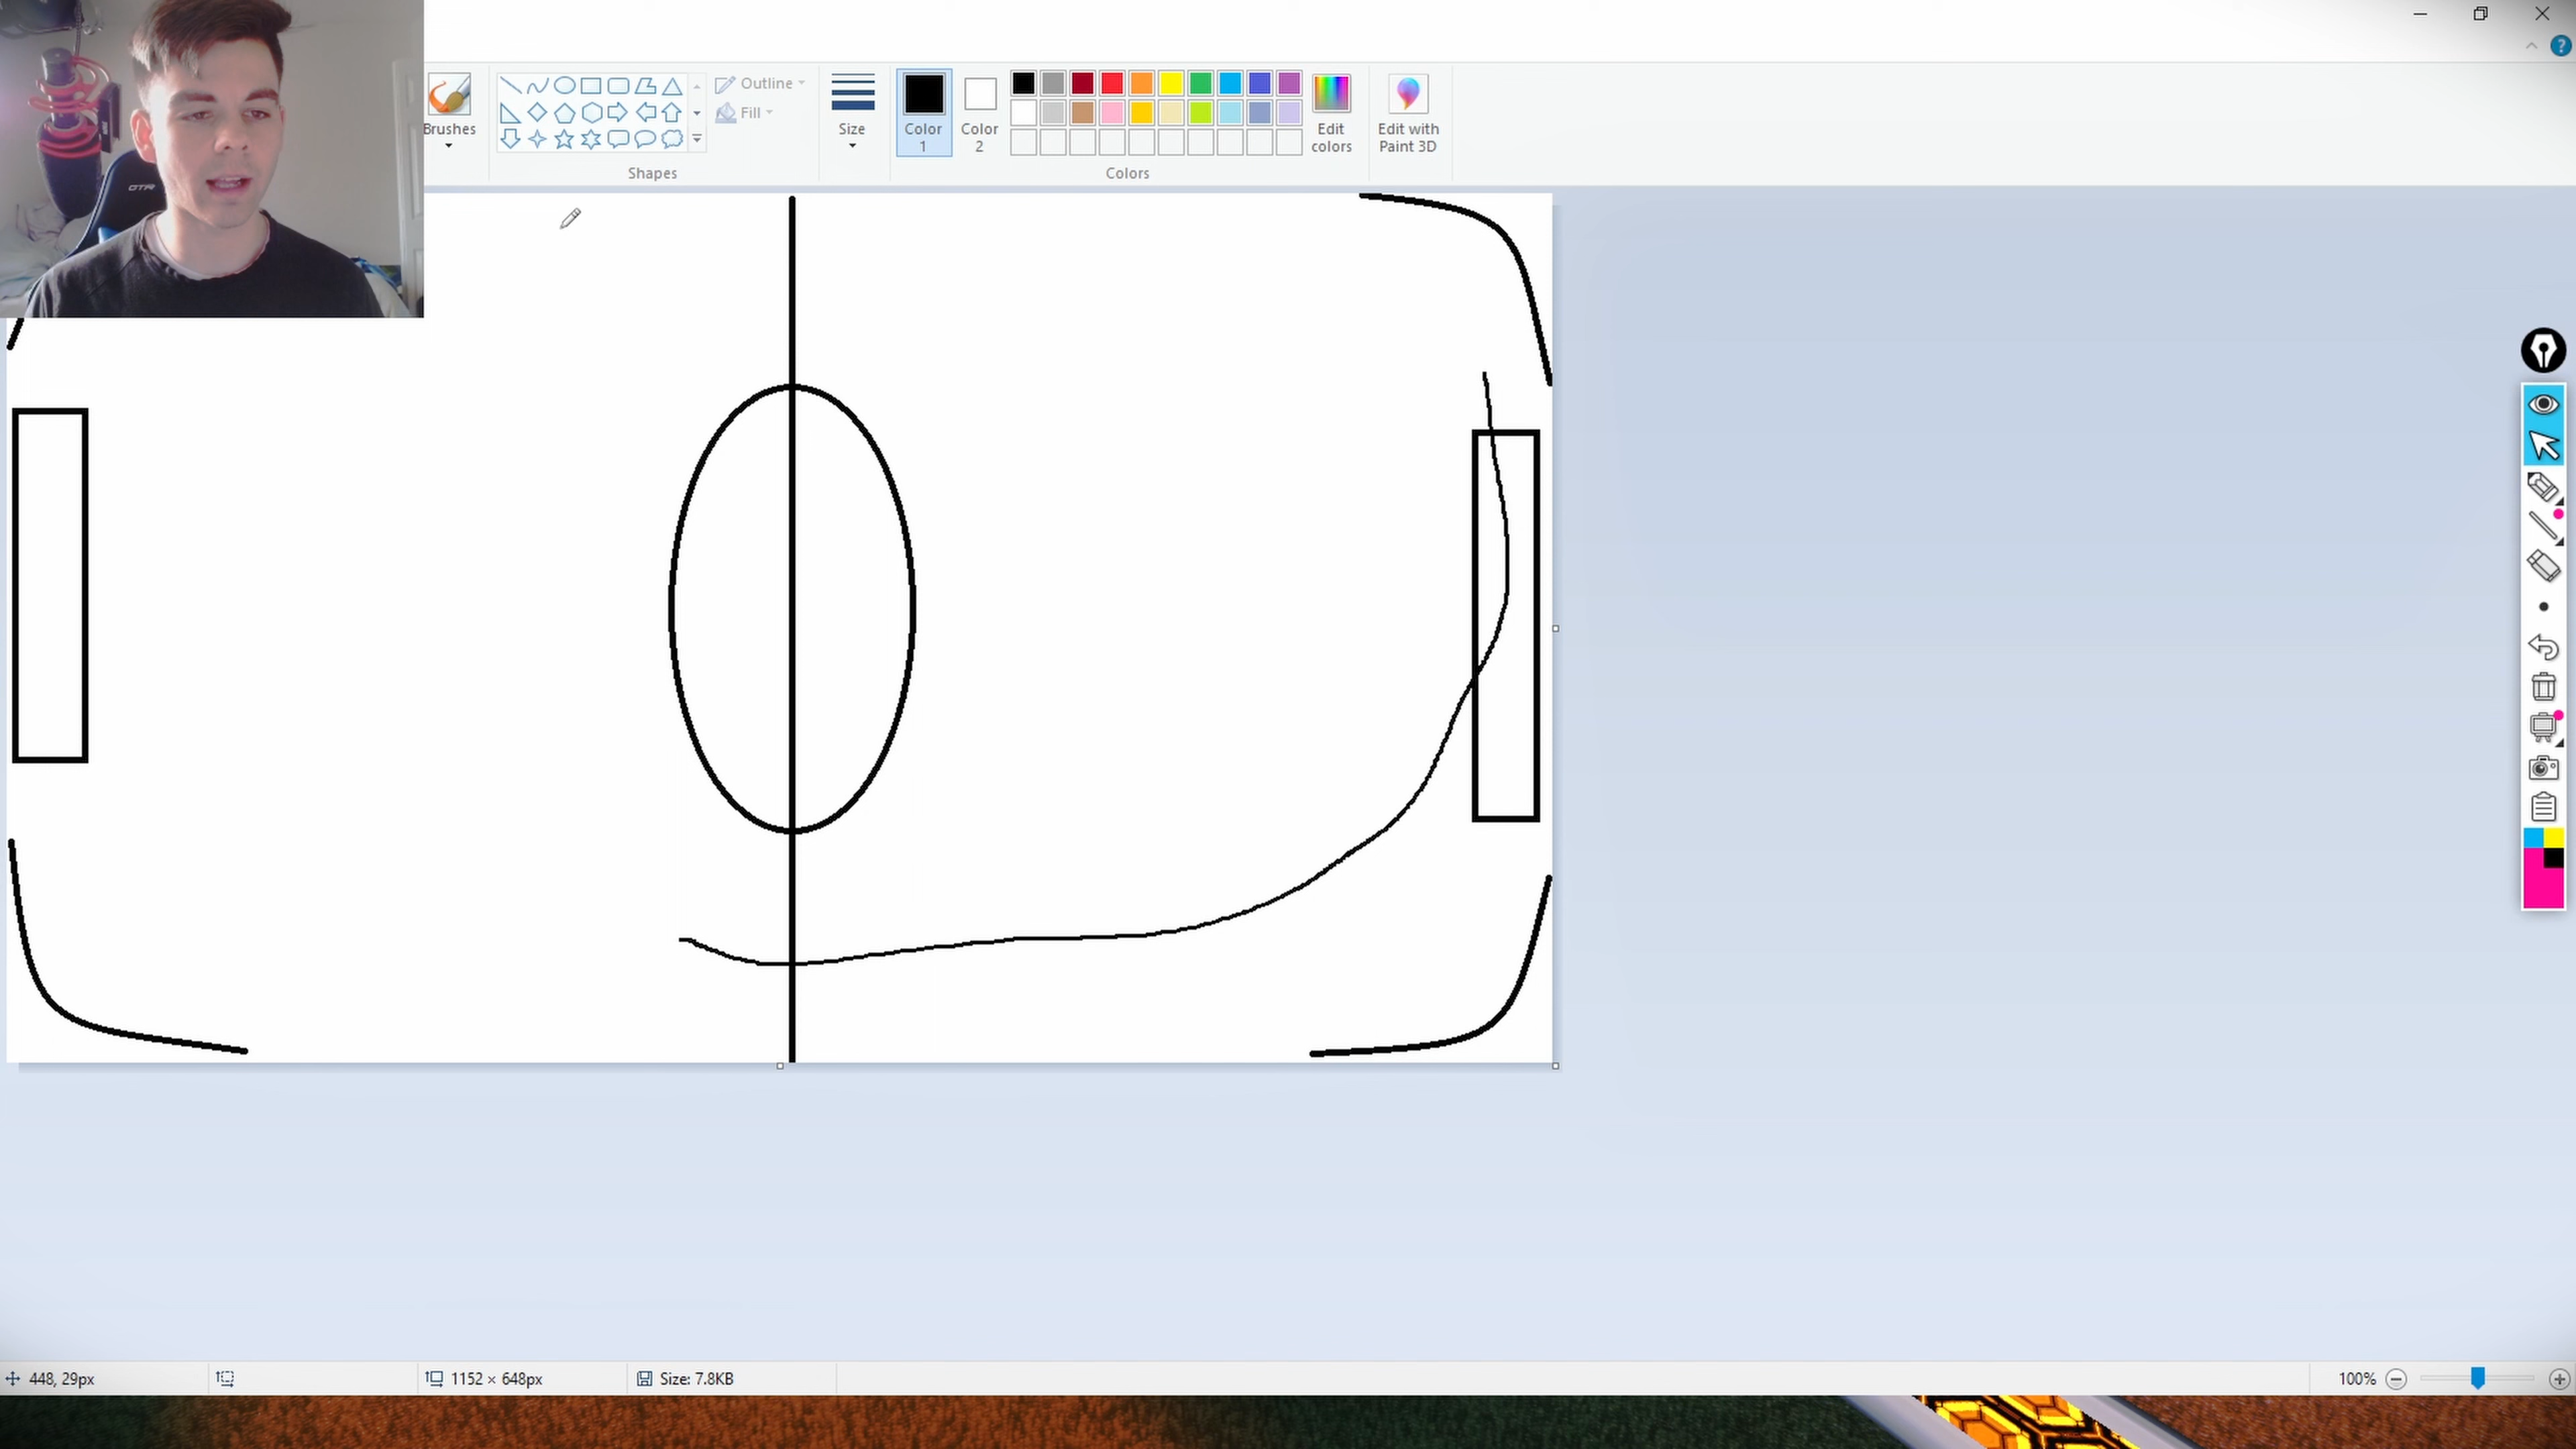 Brushes
Outline
Fill
Shapes
Size
Color
1
Color
2
Edit
colors
Colors
Edit with
Paint 3D
?
OTR
448, 29px
1152 × 648px
Size: 7.8KB
100%